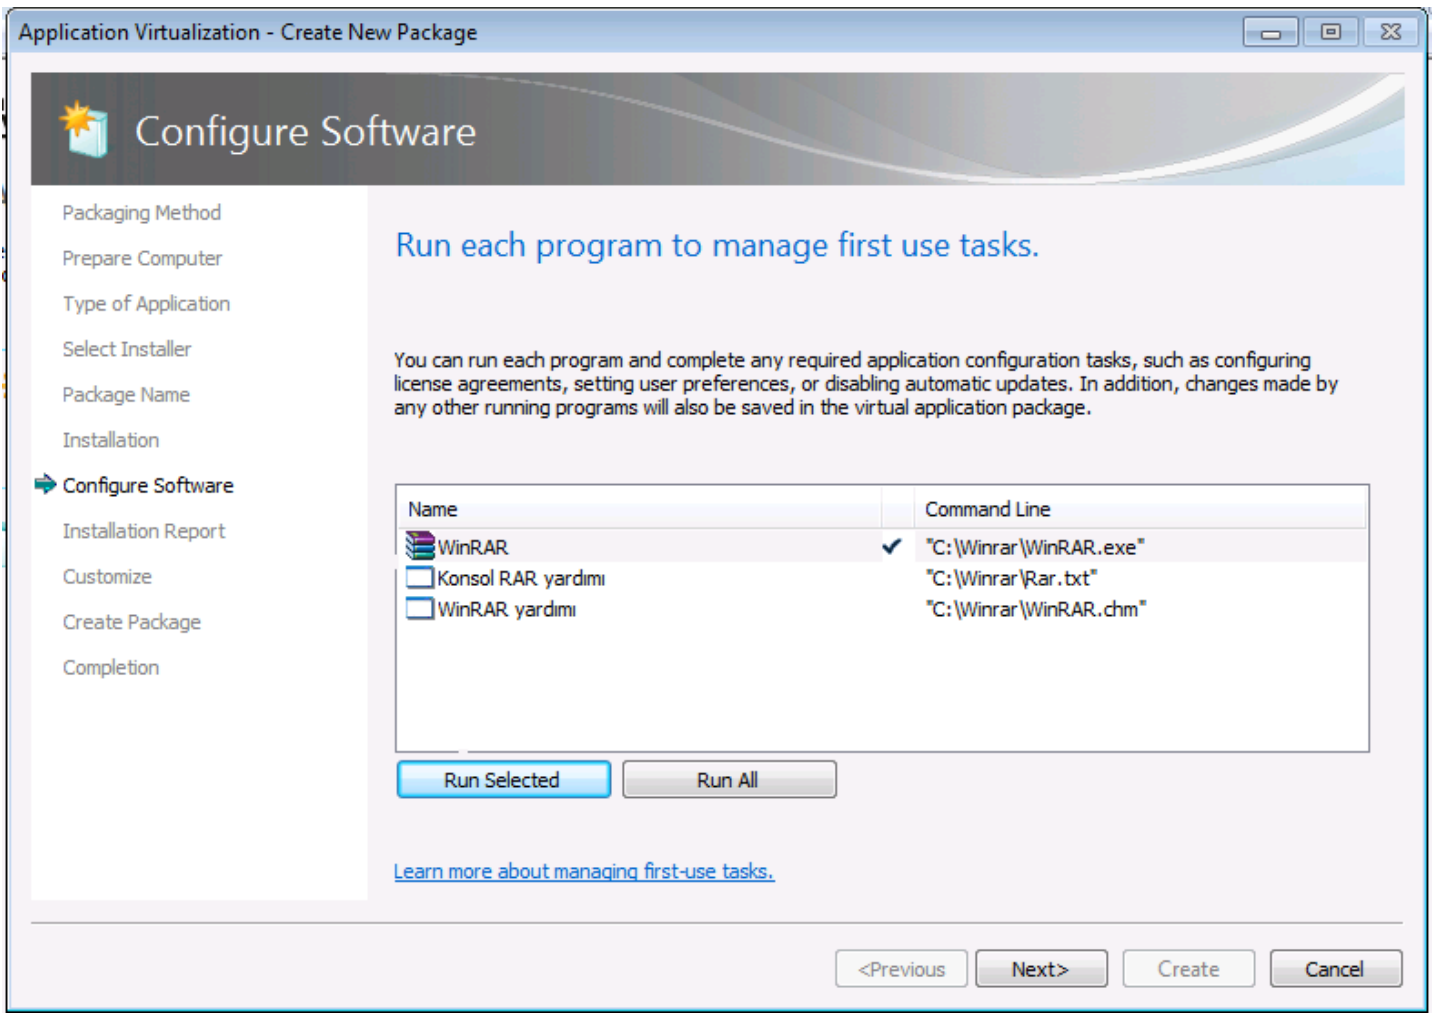 Application Virtualization - Create New Package
Configure Software
Packaging Method
Prepare Computer
Type of Application
Select Installer
Package Name
Installation
Configure Software
Installation Report
Customize
Create Package
Completion
Run each program to manage first use tasks.
You can run each program and complete any required application configuration tasks, such as configuring
license agreements, setting user preferences, or disabling automatic updates. In addition, changes made by
any other running programs will also be saved in the virtual application package.
Name Command Line
WinRAR "C:\Winrar\WinRAR.exe"
Konsol RAR yardımı "C:\Winrar\Rar.txt"
WinRAR yardımı "C:\Winrar\WinRAR.chm"
Run Selected Run All
Learn more about managing first-use tasks.
<Previous Next> Create Cancel